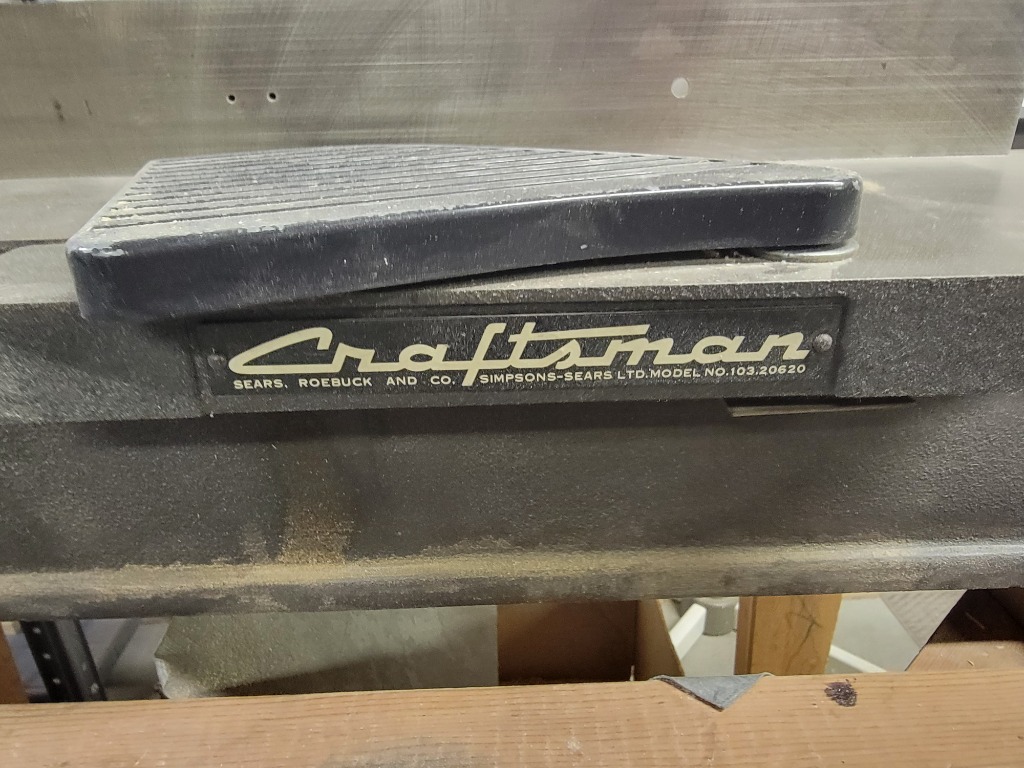 Craftsman
SEARS, ROEBUCK AND CO. SIMPSONS-SEARS LTD. MODEL NO. 103.20620